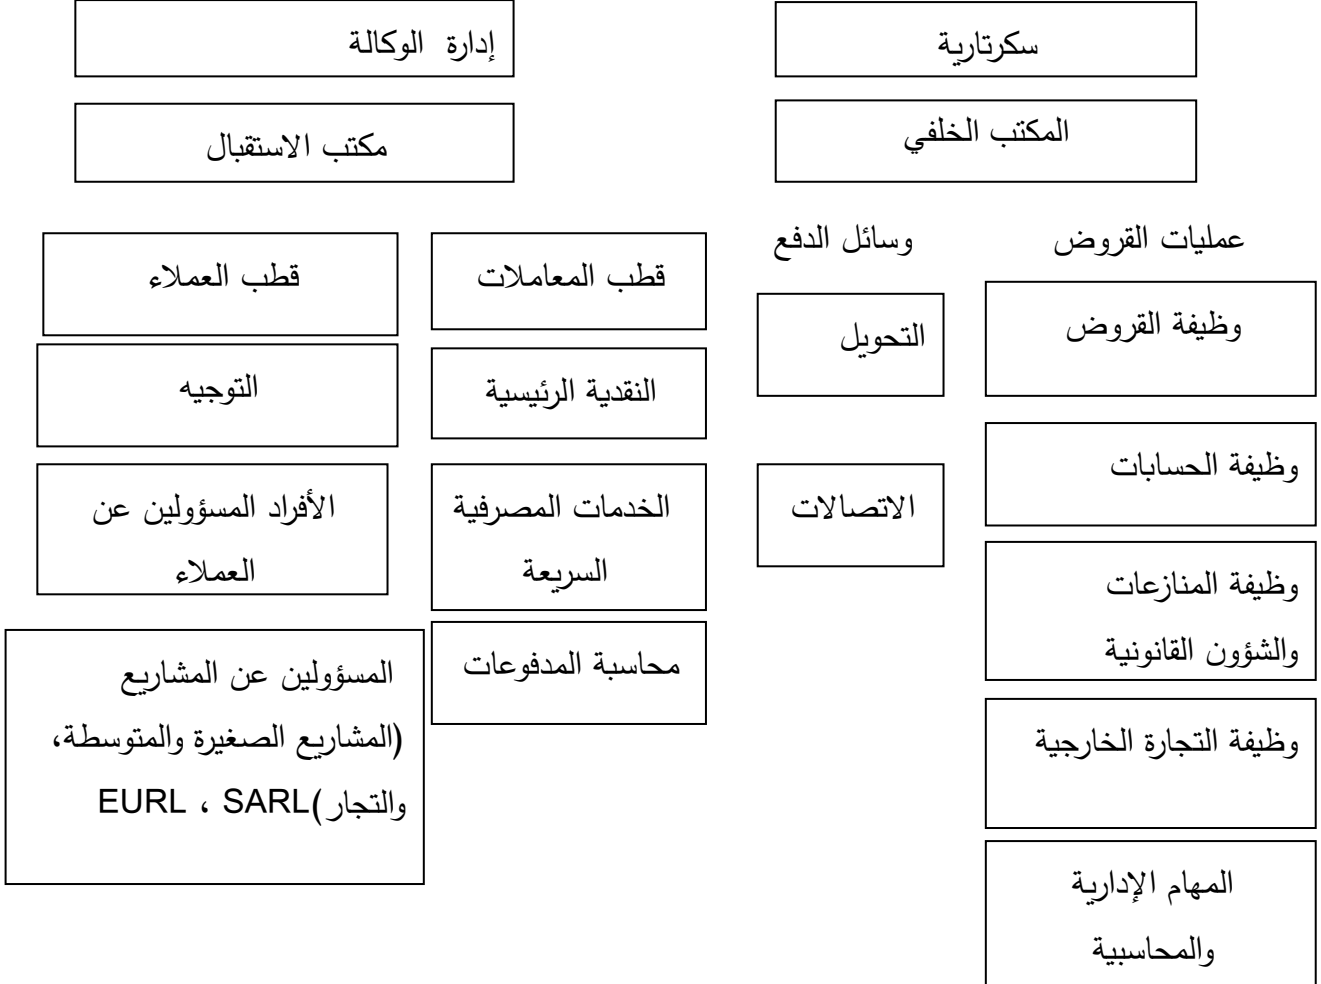 سكرتارية
إدارة الوكالة
المكتب الخلفي
مكتب الاستقبال
عمليات القروض
وسائل الدفع
قطب المعاملات
قطب العملاء
وظيفة القروض
التحويل
النقدية الرئيسية
التوجيه
وظيفة الحسابات
الاتصالات
الخدمات المصرفية
السريعة
الأفراد المسؤولين عن
العملاء
وظيفة المنازعات
والشؤون القانونية
محاسبة المدفوعات
المسؤولين عن المشاريع
(المشاريع الصغيرة والمتوسطة،
والتجار)EURL ، SARL
وظيفة التجارة الخارجية
المهام الإدارية
والمحاسبية